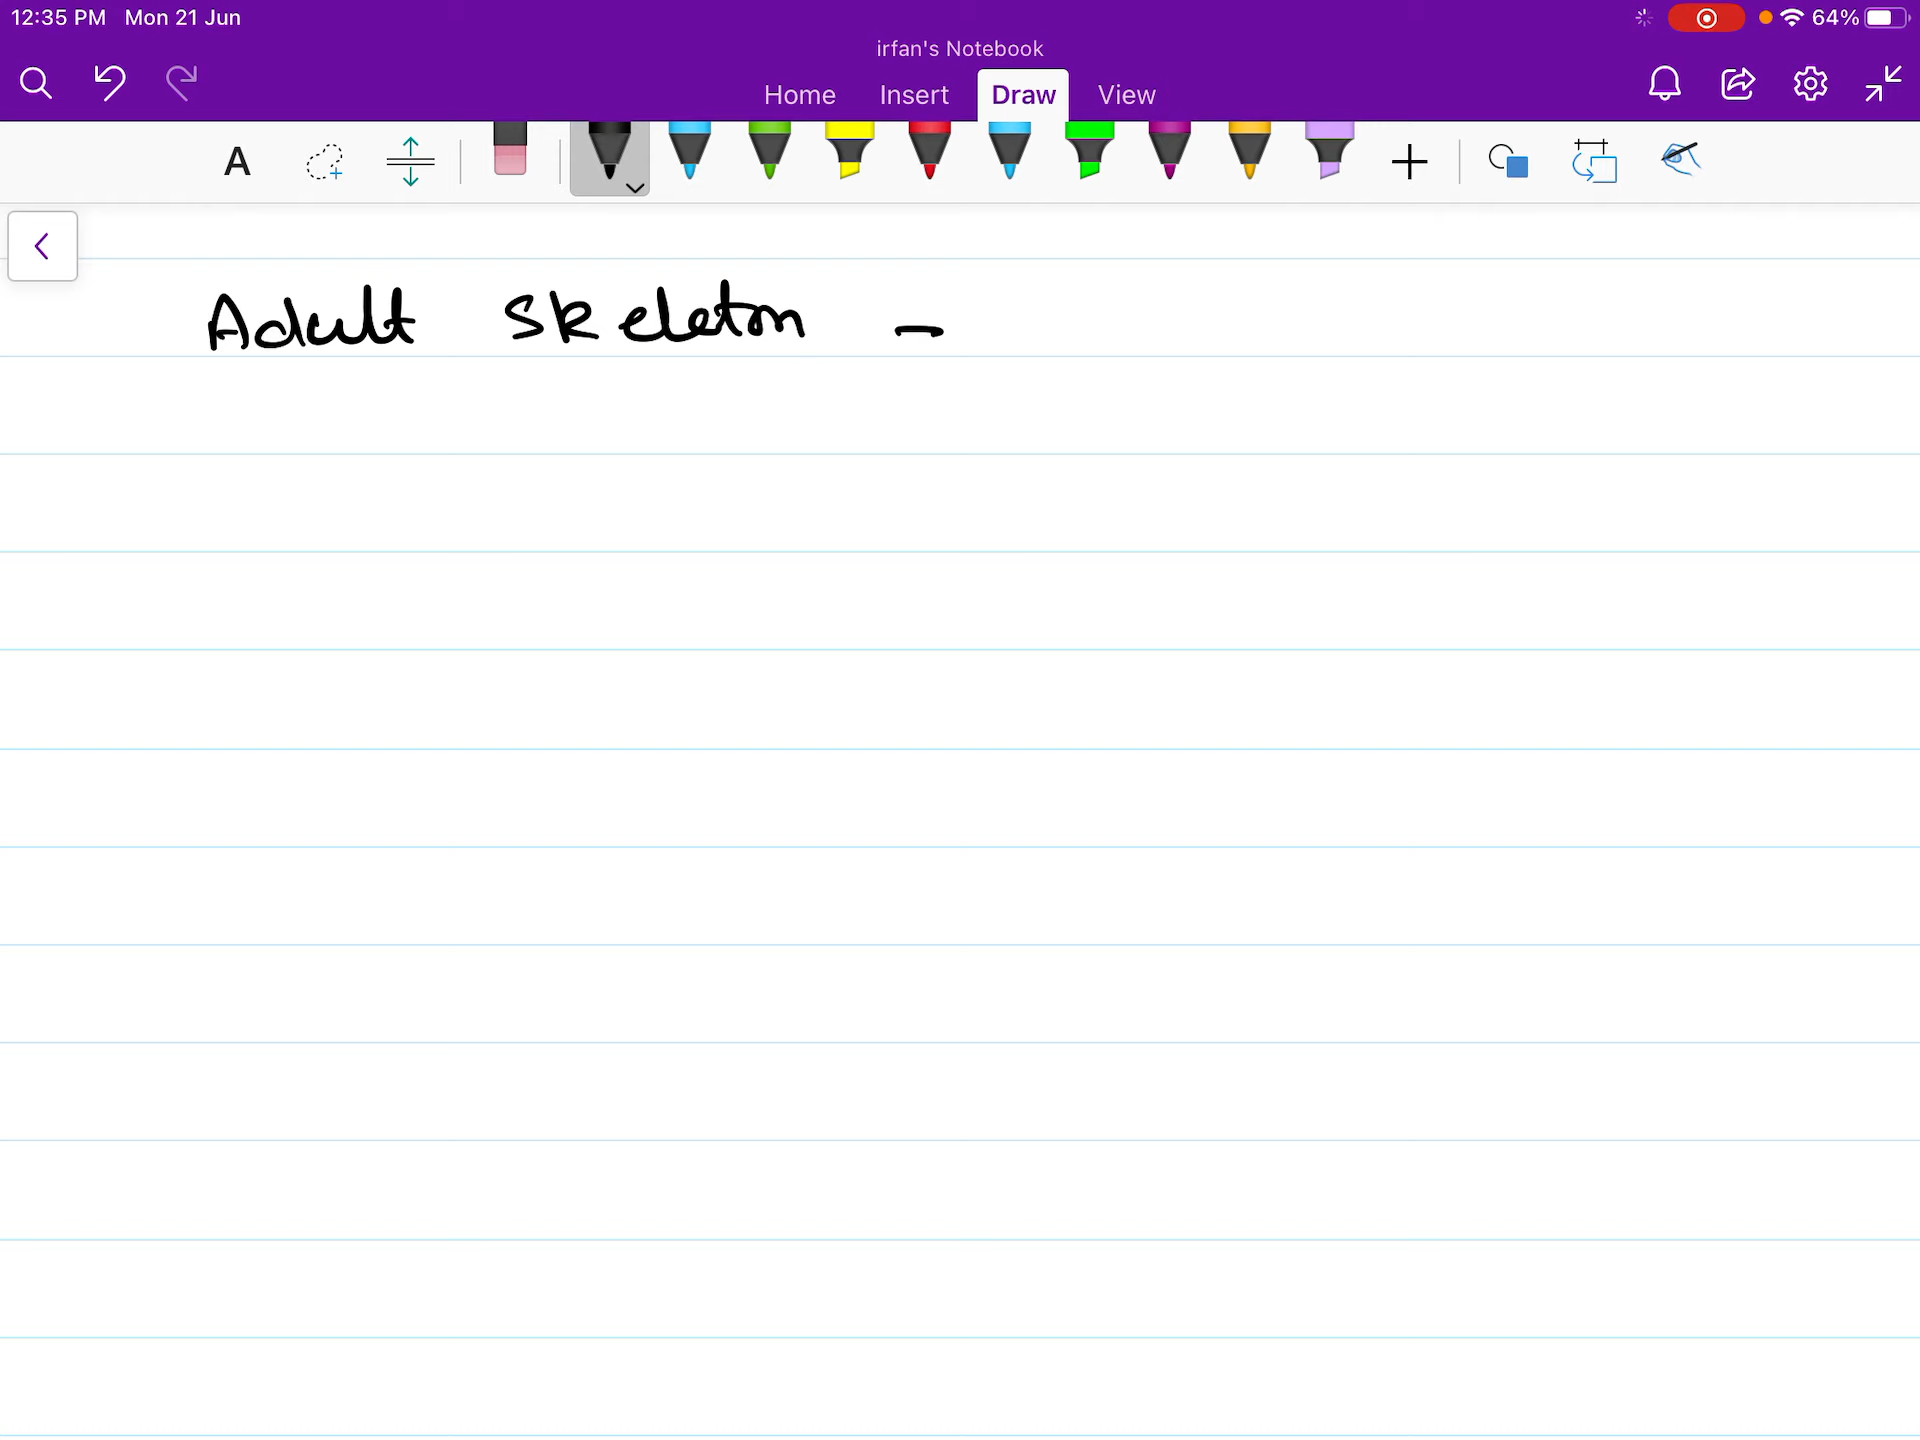 12:35 PM Mon 21 Jun 64%
irfan's Notebook
Home Insert Draw View
A
Adult Skeleton -